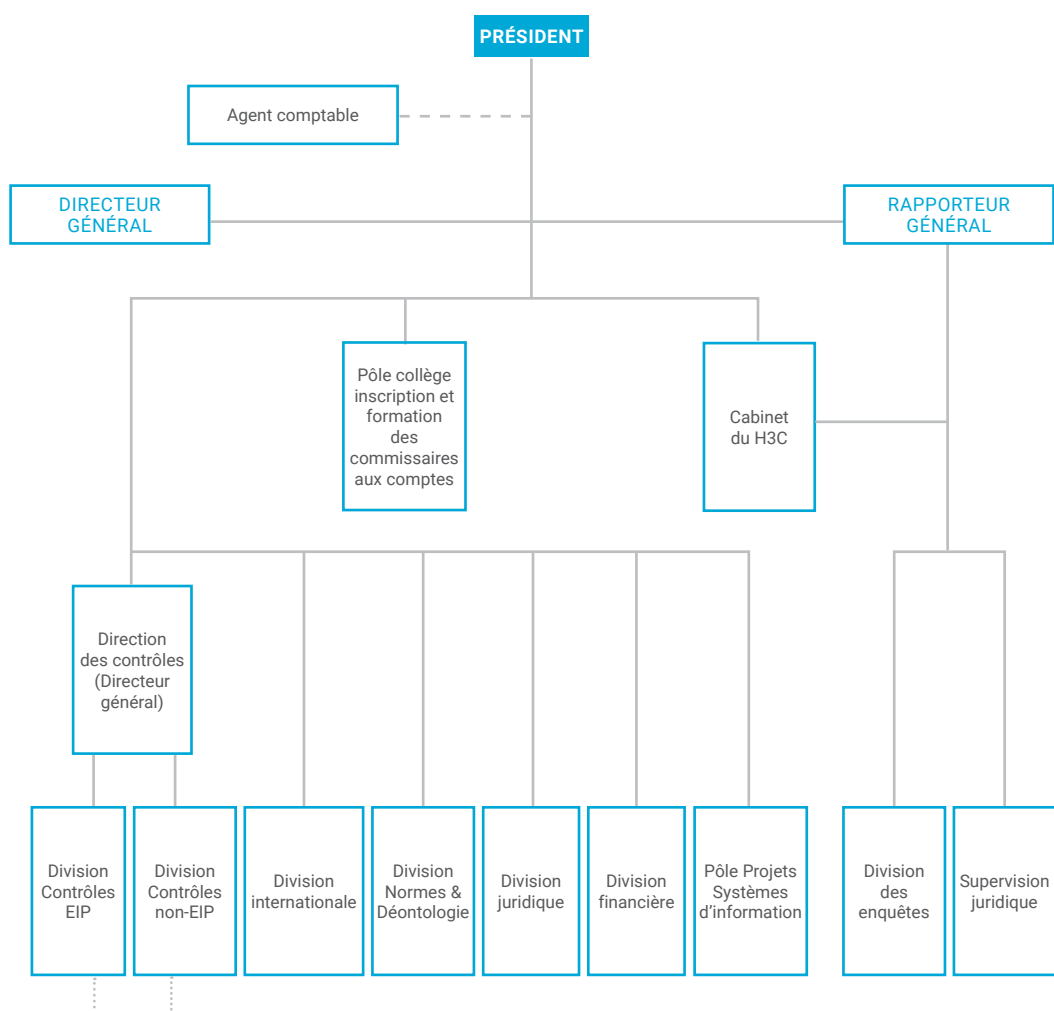 PRÉSIDENT
Agent comptable
DIRECTEUR
GÉNÉRAL
RAPPORTEUR
GÉNÉRAL
Pôle collège
inscription et
formation
des
commissaires
aux comptes
Cabinet
du H3C
Direction
des contrôles
(Directeur
général)
Division
Contrôles
EIP
Division
Contrôles
non-EIP
Division
internationale
Division
Normes &
Déontologie
Division
juridique
Division
financière
Pôle Projets
Systèmes
d’information
Division
des
enquêtes
Supervision
juridique